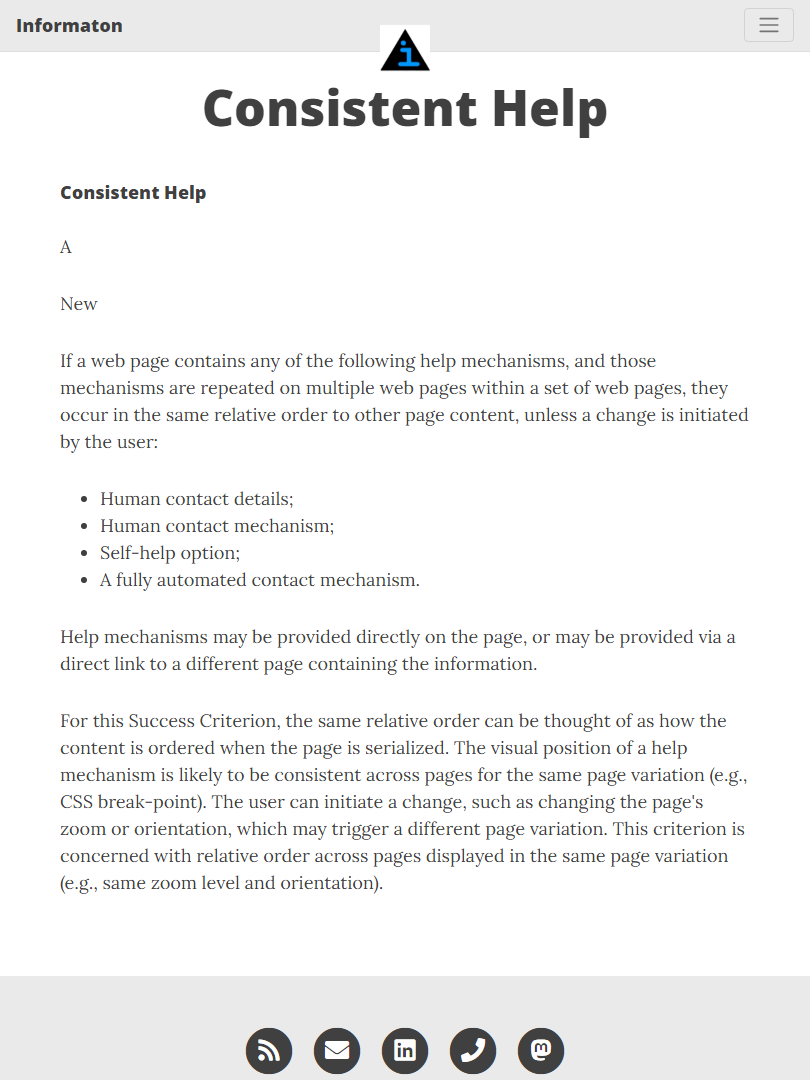 Informaton
i
Consistent Help
Consistent Help
A
New
If a web page contains any of the following help mechanisms, and those
mechanisms are repeated on multiple web pages within a set of web pages, they
occur in the same relative order to other page content, unless a change is initiated
by the user:
Human contact details;
Human contact mechanism;
Self-help option;
A fully automated contact mechanism.
Help mechanisms may be provided directly on the page, or may be provided via a
direct link to a different page containing the information.
For this Success Criterion, the same relative order can be thought of as how the
content is ordered when the page is serialized. The visual position of a help
mechanism is likely to be consistent across pages for the same page variation (e.g.,
CSS break-point). The user can initiate a change, such as changing the page's
zoom or orientation, which may trigger a different page variation. This criterion is
concerned with relative order across pages displayed in the same page variation
(e.g., same zoom level and orientation).